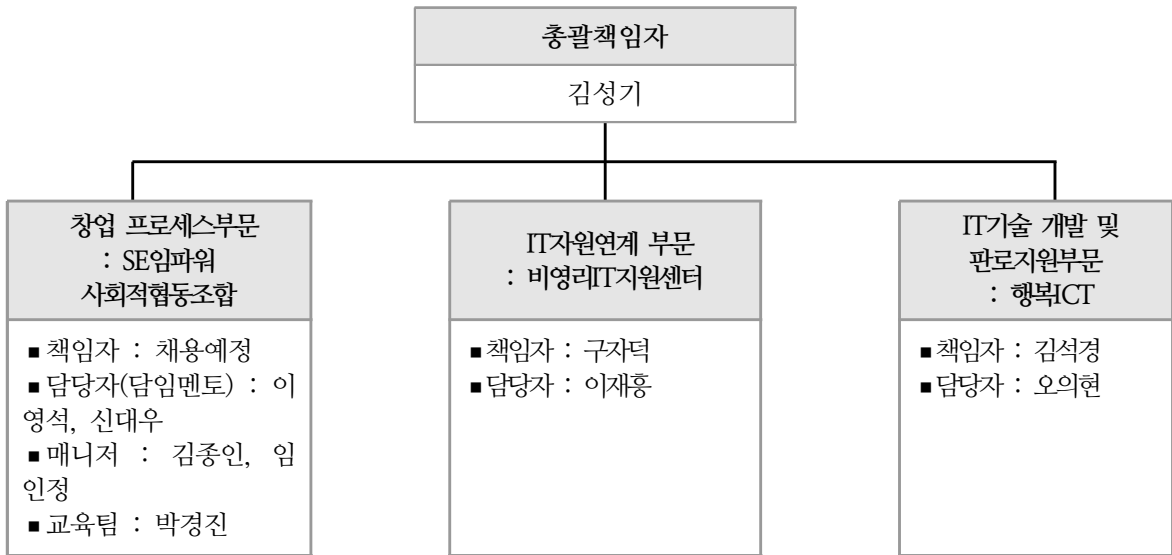 총괄책임자
김성기
창업 프로세스부문
: SE임파워
사회적협동조합
■ 책임자 : 채용예정
■ 담당자(담임멘토) : 이
영석, 신대우
■ 매니저 : 김종인, 임
인정
■ 교육팀 : 박경진
IT자원연계 부문
: 비영리IT지원센터
■ 책임자 : 구자덕
■ 담당자 : 이재흥
IT기술 개발 및
판로지원부문
: 행복ICT
■ 책임자 : 김석경
■ 담당자 : 오의현